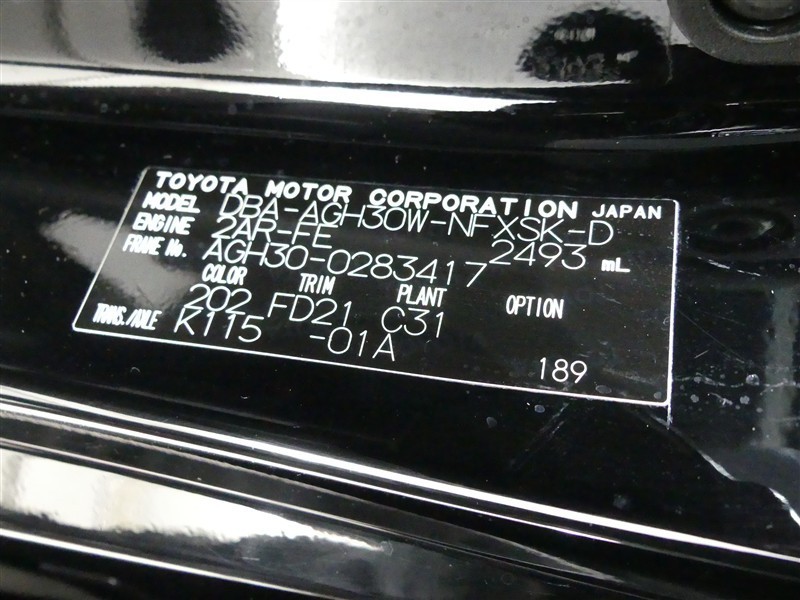 TOYOTA MOTOR CORPORATION JAPAN
MODEL DBA-AGH30W-NFXSK-D
ENGINE 2AR-FE 2493 mL
FRAME No. AGH30-0283417
COLOR TRIM PLANT OPTION
202 FD21 C31
TRANS./AXLE K115 -01A
189